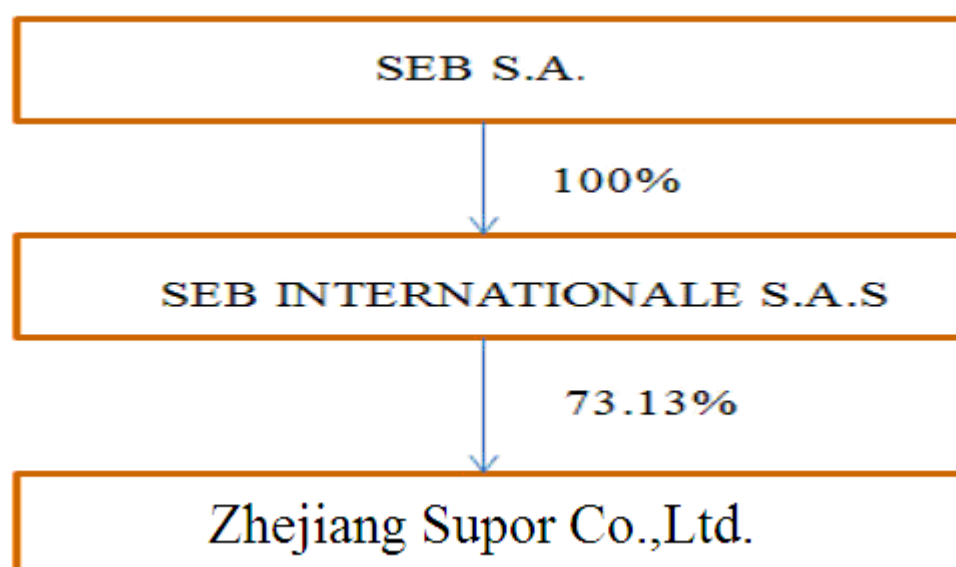 SEB S.A.
100%
SEB INTERNATIONALE S.A.S
73.13%
Zhejiang Supor Co.,Ltd.